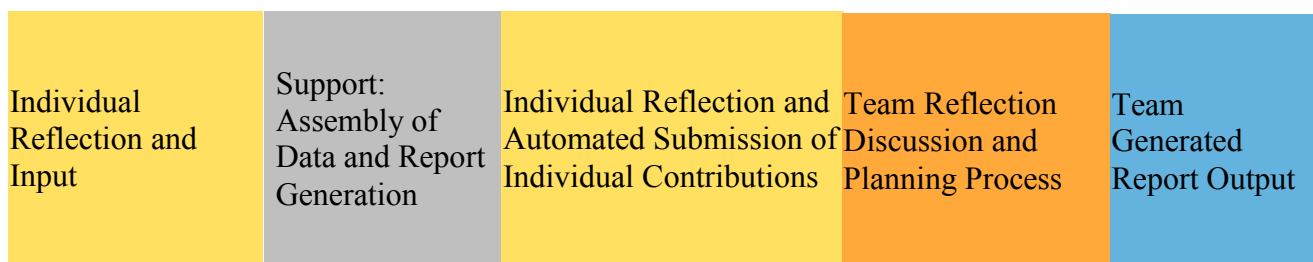 Individual
Reflection and
Input
Support:
Assembly of
Data and Report
Generation
Individual Reflection and
Automated Submission of
Individual Contributions
Team Reflection
Discussion and
Planning Process
Team
Generated
Report Output